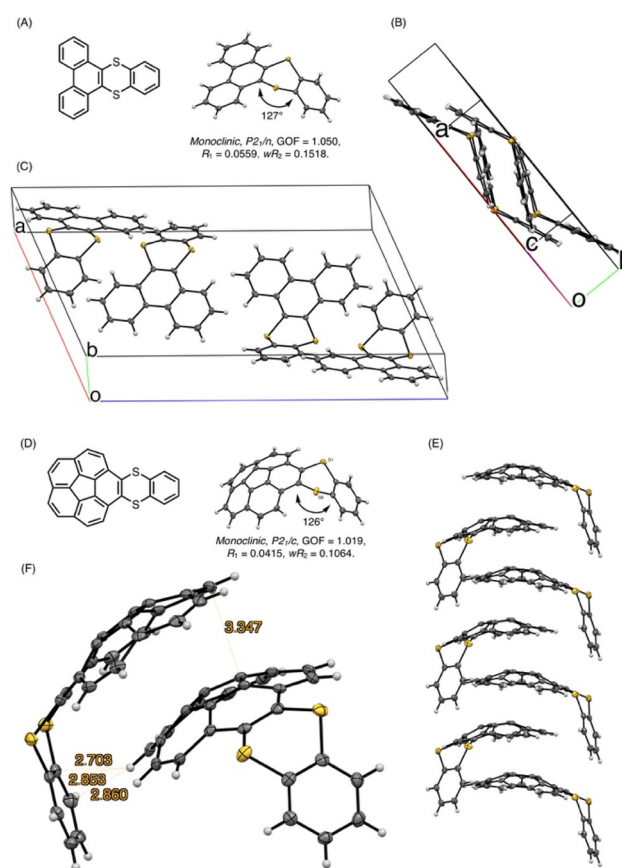 (A)
S
S
127°
Monoclinic, P2₁/n, GOF = 1.050,
R₁ = 0.0559, wR₂ = 0.1518.
(B)
a
c
o
(C)
a
b
o
(D)
S
S
S1
126°
Monoclinic, P2₁/c, GOF = 1.019,
R₁ = 0.0415, wR₂ = 0.1064.
(E)
(F)
3.347
2.703
2.853
2.860